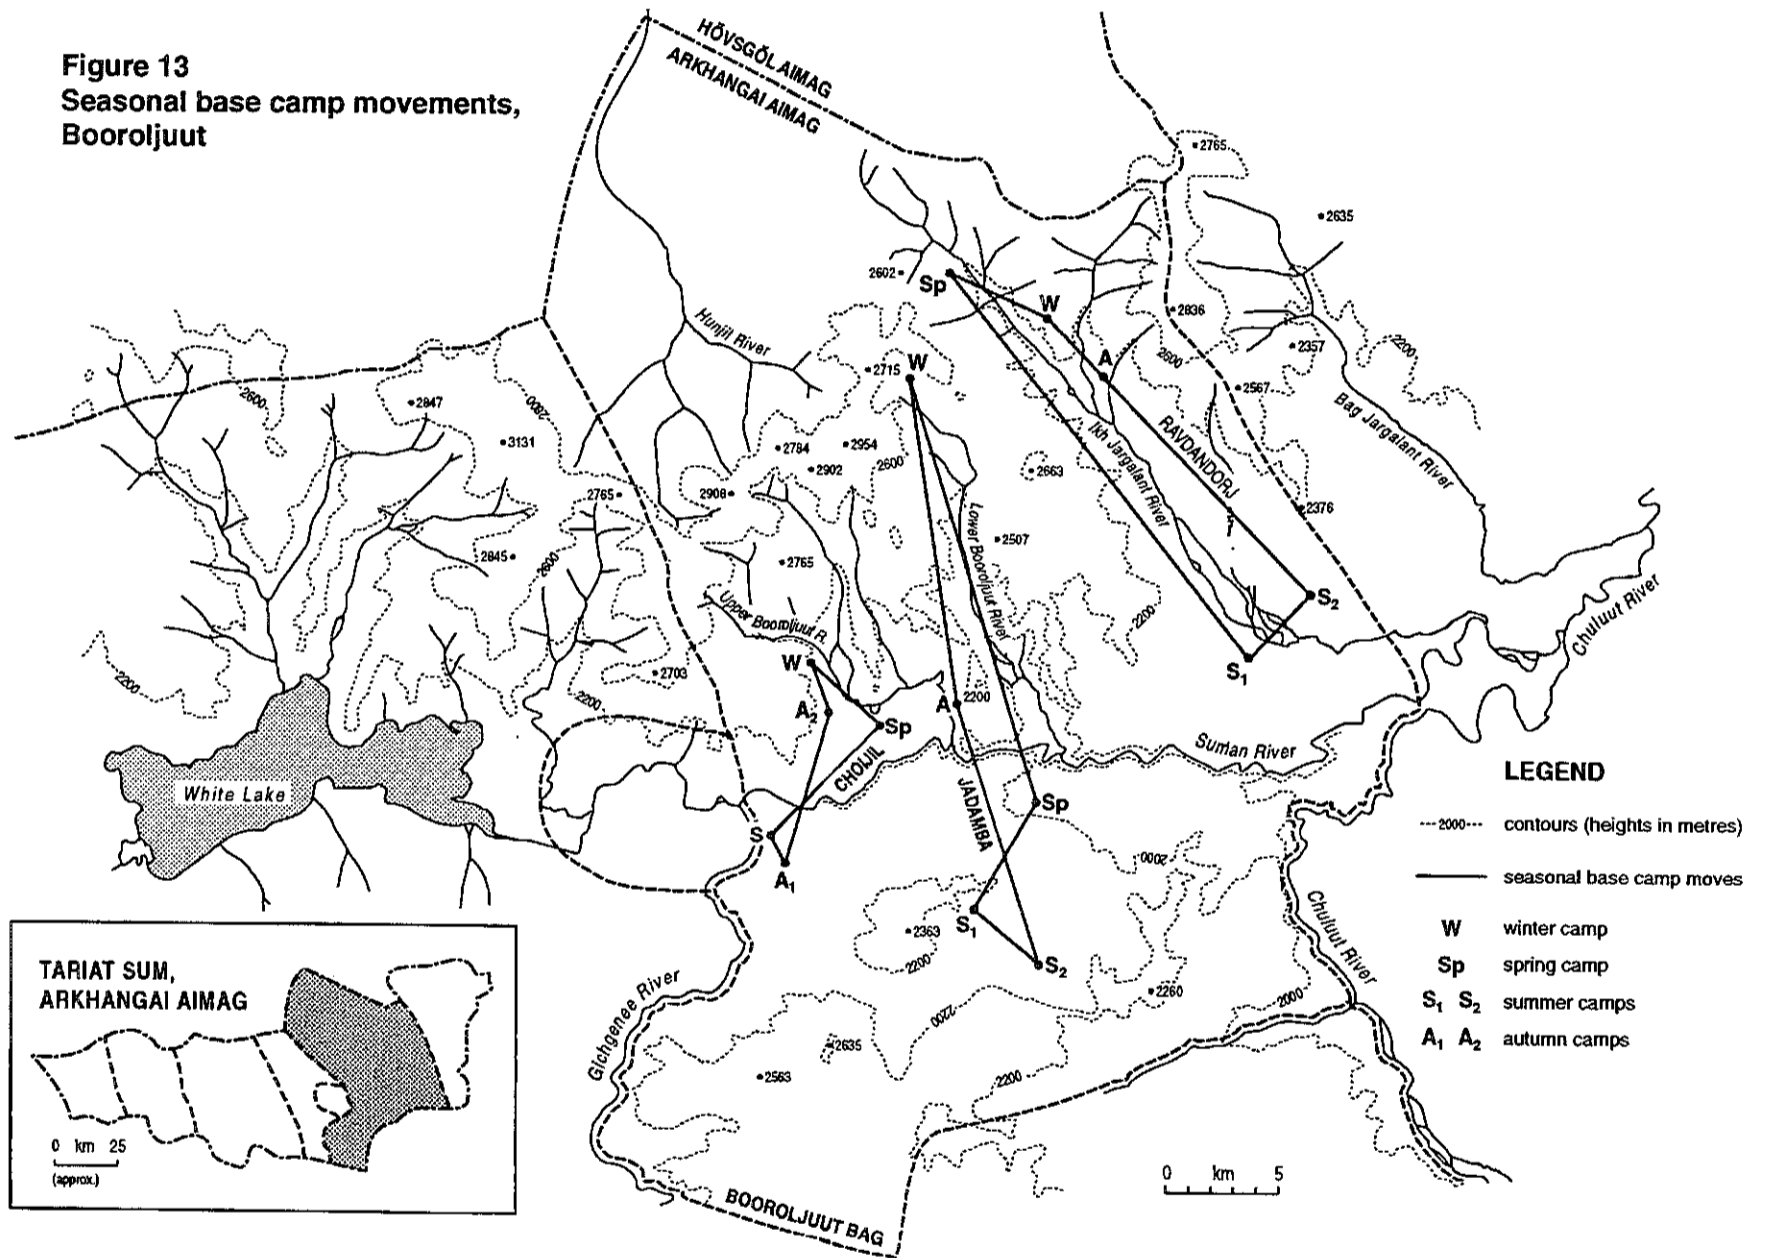 Figure 13
Seasonal base camp movements,
Booroljuut
HÖVSGÖL AIMAG
ARKHANGAI AIMAG
2765
2635
2602
Sp
W
2836
Hunjil River
2600
2357
2200
2715
W
A
2567
2600
2847
2800
3131
Bag Jargalant River
RAVDANDORJ
Ikh Jargalant River
2784
2954
2902
2600
2663
2765
2908
2376
Lower Booroljuut River
2507
2845
2600
2765
Upper Booroljuut R.
2200
S2
Chuluut River
W
2703
S1
2200
2200
A2
A
2200
Sp
Suman River
CHOIJIL
White Lake
JADAMBA
Sp
S
A1
2000
S1
2363
2200
S2
Chuluut River
2260
2000
2200
Gichgenee River
2635
2563
2200
BOOROLJUUT BAG
0 km 5
LEGEND
2000 contours (heights in metres)
seasonal base camp moves
W winter camp
Sp spring camp
S1 S2 summer camps
A1 A2 autumn camps
TARIAT SUM,
ARKHANGAI AIMAG
0 km 25
(approx.)